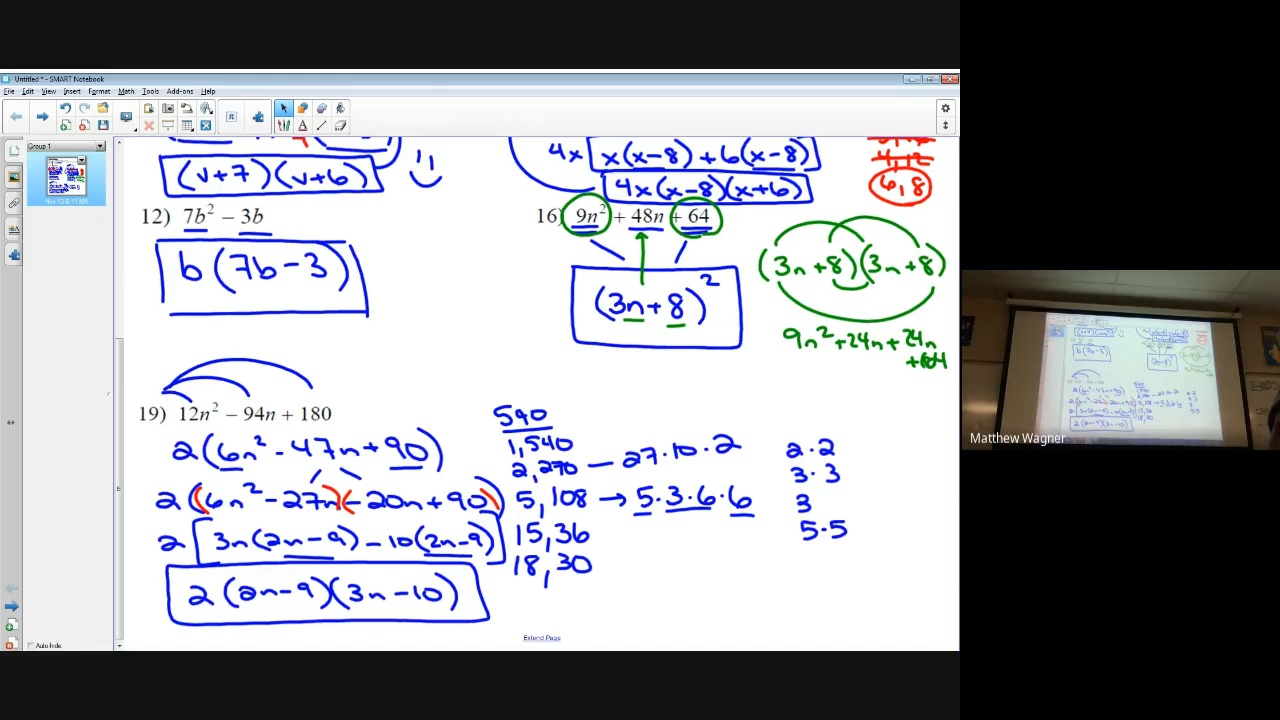 Untitled * - SMART Notebook
File Edit View Insert Format Math Tools Add-ons Help
Group 1
Nov 13-6:11 AM
(v+7)(v+6)
4x x(x-8)+6(x-8)
4x(x-8)(x+6)
6,8
12) 7b² − 3b
b(7b-3)
16) 9n² + 48n + 64
(3n+8)²
(3n+8)(3n+8)
9n²+24n+24n
+64
19) 12n² − 94n + 180
2(6n²-47n+90)
2(6n²-27n)(-20n+90)
2[3n(2n-9)-10(2n-9)]
2(2n-9)(3n-10)
540
1,540
2,270 — 27·10·2
5,108 → 5·3·6·6
15,36
18,30
2·2
3·3
3
5·5
Extend Page
Auto-hide
Matthew Wagner